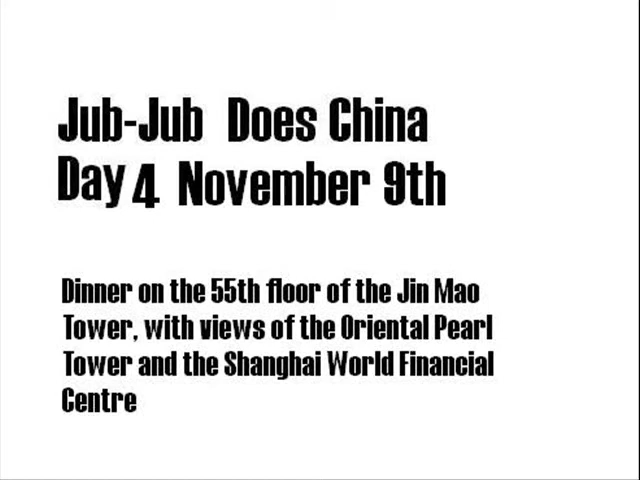 Jub-Jub Does China
Day 4 November 9th
Dinner on the 55th floor of the Jin Mao
Tower, with views of the Oriental Pearl
Tower and the Shanghai World Financial
Centre